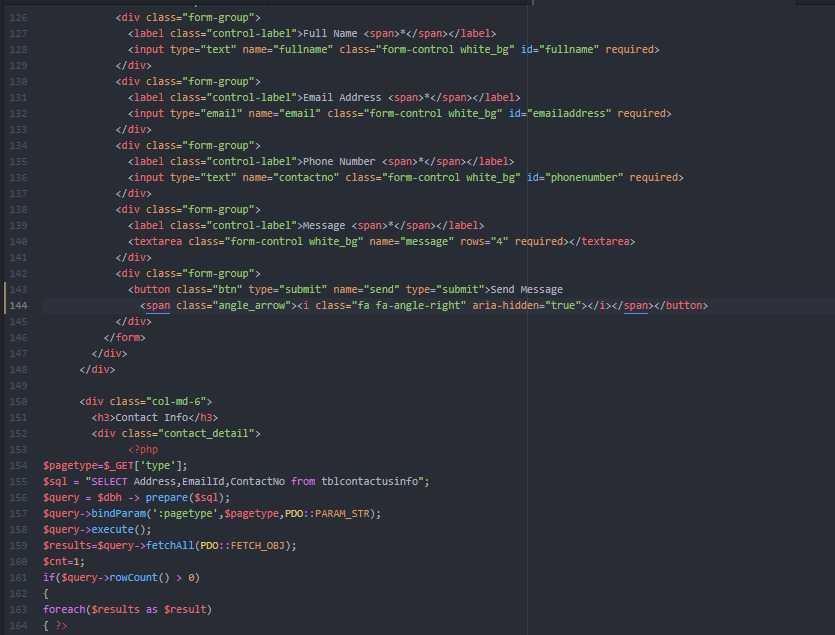 126 <div class="form-group">
127 <label class="control-label">Full Name <span>*</span></label>
128 <input type="text" name="fullname" class="form-control white_bg" id="fullname" required>
129 </div>
130 <div class="form-group">
131 <label class="control-label">Email Address <span>*</span></label>
132 <input type="email" name="email" class="form-control white_bg" id="emailaddress" required>
133 </div>
134 <div class="form-group">
135 <label class="control-label">Phone Number <span>*</span></label>
136 <input type="text" name="contactno" class="form-control white_bg" id="phonenumber" required>
137 </div>
138 <div class="form-group">
139 <label class="control-label">Message <span>*</span></label>
140 <textarea class="form-control white_bg" name="message" rows="4" required></textarea>
141 </div>
142 <div class="form-group">
143 <button class="btn" type="submit" name="send" type="submit">Send Message
144 <span class="angle_arrow"><i class="fa fa-angle-right" aria-hidden="true"></i></span></button>
145 </div>
146 </form>
147 </div>
148 </div>
149
150 <div class="col-md-6">
151 <h3>Contact Info</h3>
152 <div class="contact_detail">
153 <?php
154 $pagetype=$_GET['type'];
155 $sql = "SELECT Address,EmailId,ContactNo from tblcontactusinfo";
156 $query = $dbh -> prepare($sql);
157 $query->bindParam(':pagetype',$pagetype,PDO::PARAM_STR);
158 $query->execute();
159 $results=$query->fetchAll(PDO::FETCH_OBJ);
160 $cnt=1;
161 if($query->rowCount() > 0)
162 {
163 foreach($results as $result)
164 { ?>